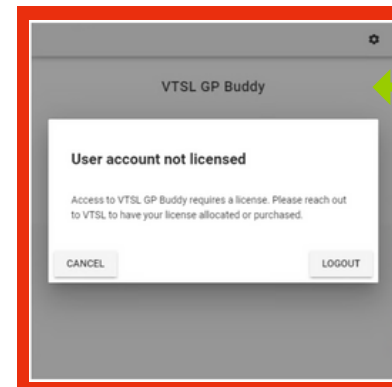 VTSL GP Buddy
User account not licensed
Access to VTSL GP Buddy requires a license. Please reach out
to VTSL to have your license allocated or purchased.
CANCEL LOGOUT